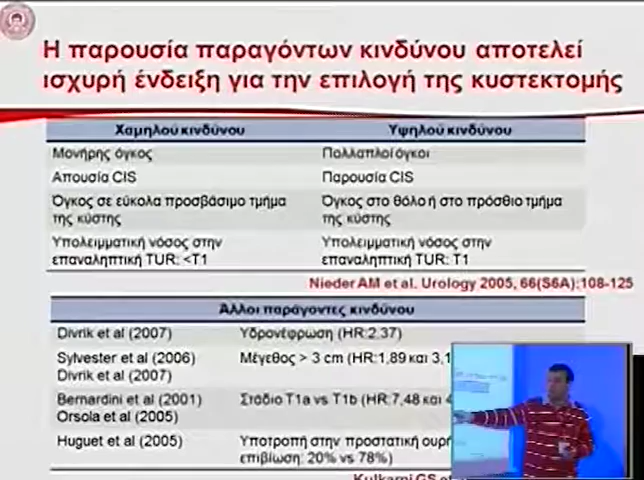 Η παρουσία παραγόντων κινδύνου αποτελεί
ισχυρή ένδειξη για την επιλογή της κυστεκτομής
Χαμηλού κινδύνου Υψηλού κινδύνου
Μονήρης όγκος Πολλαπλοί όγκοι
Απουσία CIS Παρουσία CIS
Όγκος σε εύκολα προσβάσιμο τμήμα Όγκος στο θόλο ή στο πρόσθιο τμήμα
της κύστης της κύστης
Υπολειμματική νόσος στην Υπολειμματική νόσος στην
επαναληπτική TUR: <T1 επαναληπτική TUR: T1
Nieder AM et al. Urology 2005, 66(S6A):108-125
Άλλοι παράγοντες κινδύνου
Divrik et al (2007) Υδρονέφρωση (HR:2.37)
Sylvester et al (2006) Μέγεθος > 3 cm (HR:1,89 και 3,1
Divrik et al (2007)
Bernardini et al (2001) Στάδιο T1a vs T1b (HR:7,48 και 4
Orsola et al (2005)
Huguet et al (2005) Υποτροπή στην προστατική ουρή
επιβίωση: 20% vs 78%)
Kulkarni GS et